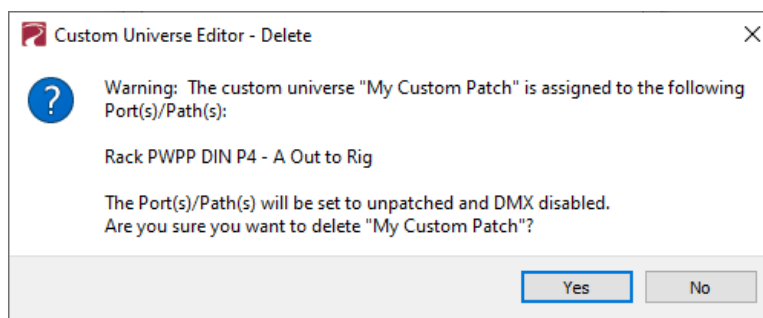 Custom Universe Editor - Delete
Warning:  The custom universe "My Custom Patch" is assigned to the following
Port(s)/Path(s):
Rack PWPP DIN P4 - A Out to Rig
The Port(s)/Path(s) will be set to unpatched and DMX disabled.
Are you sure you want to delete "My Custom Patch"?
Yes
No